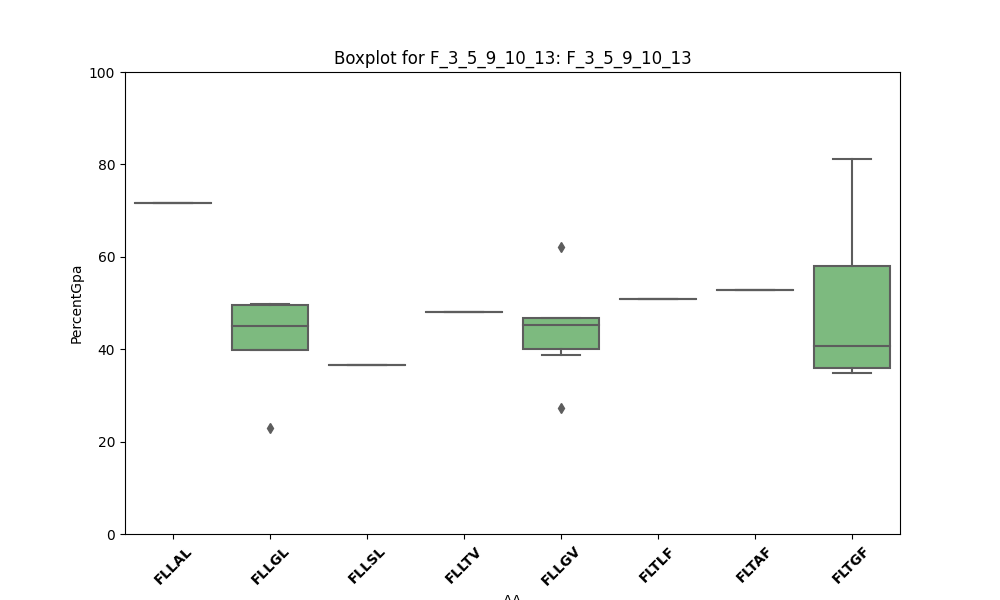 Boxplot for F_3_5_9_10_13: F_3_5_9_10_13
100
80
60
40
20
0
PercentGpa
FLLAL
FLLGL
FLLSL
FLLTV
FLLGV
FLTLF
FLTAF
FLTGF
AA